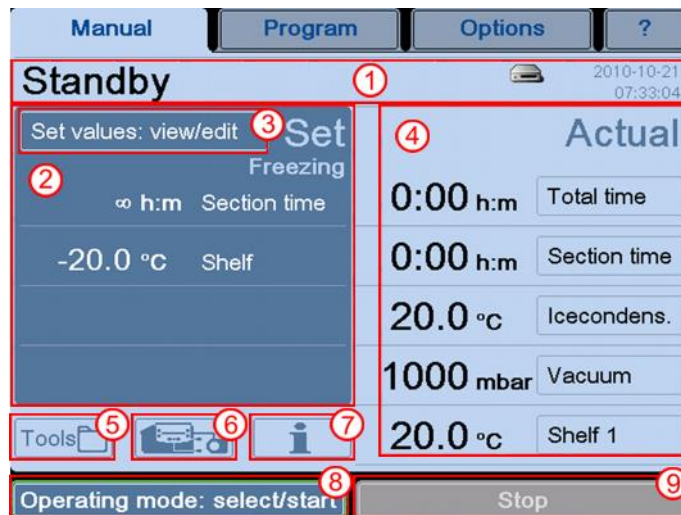 Manual Program Options ?
Standby 1 2010-10-21
07:33:04
Set values: view/edit 3 Set
2 Freezing
∞ h:m Section time
-20.0 °C Shelf
4 Actual
0:00 h:m Total time
0:00 h:m Section time
20.0 °C Icecondens.
1000 mbar Vacuum
20.0 °C Shelf 1
Tools 5 6 i 7
Operating mode: select/start 8 Stop 9